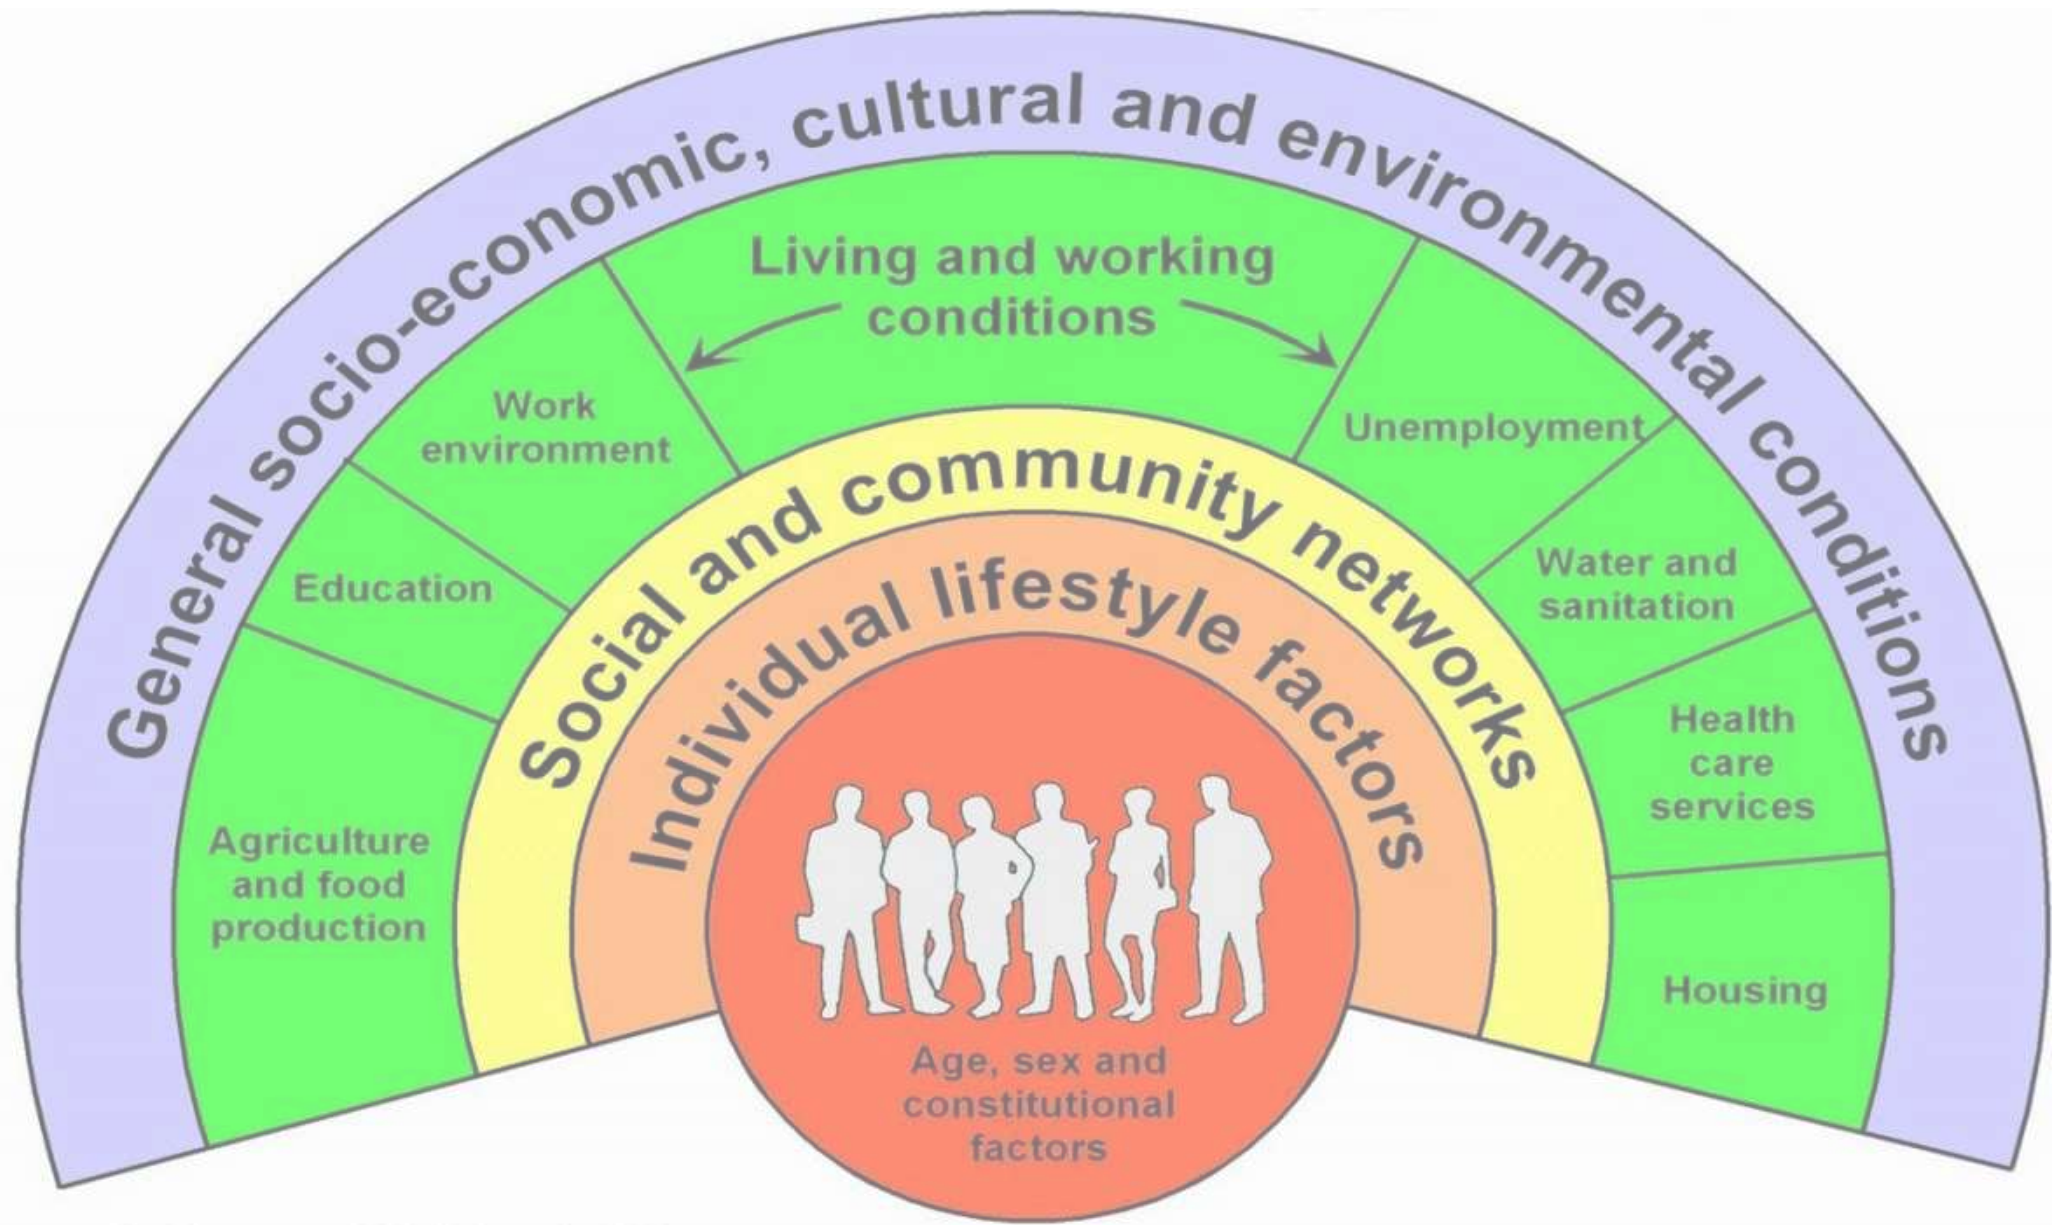 General socio-economic, cultural and environmental conditions
Living and working
conditions
Work
environment
Unemployment
Education
Water and
sanitation
Agriculture
and food
production
Health
care
services
Housing
Social and community networks
Individual lifestyle factors
Age, sex and
constitutional
factors